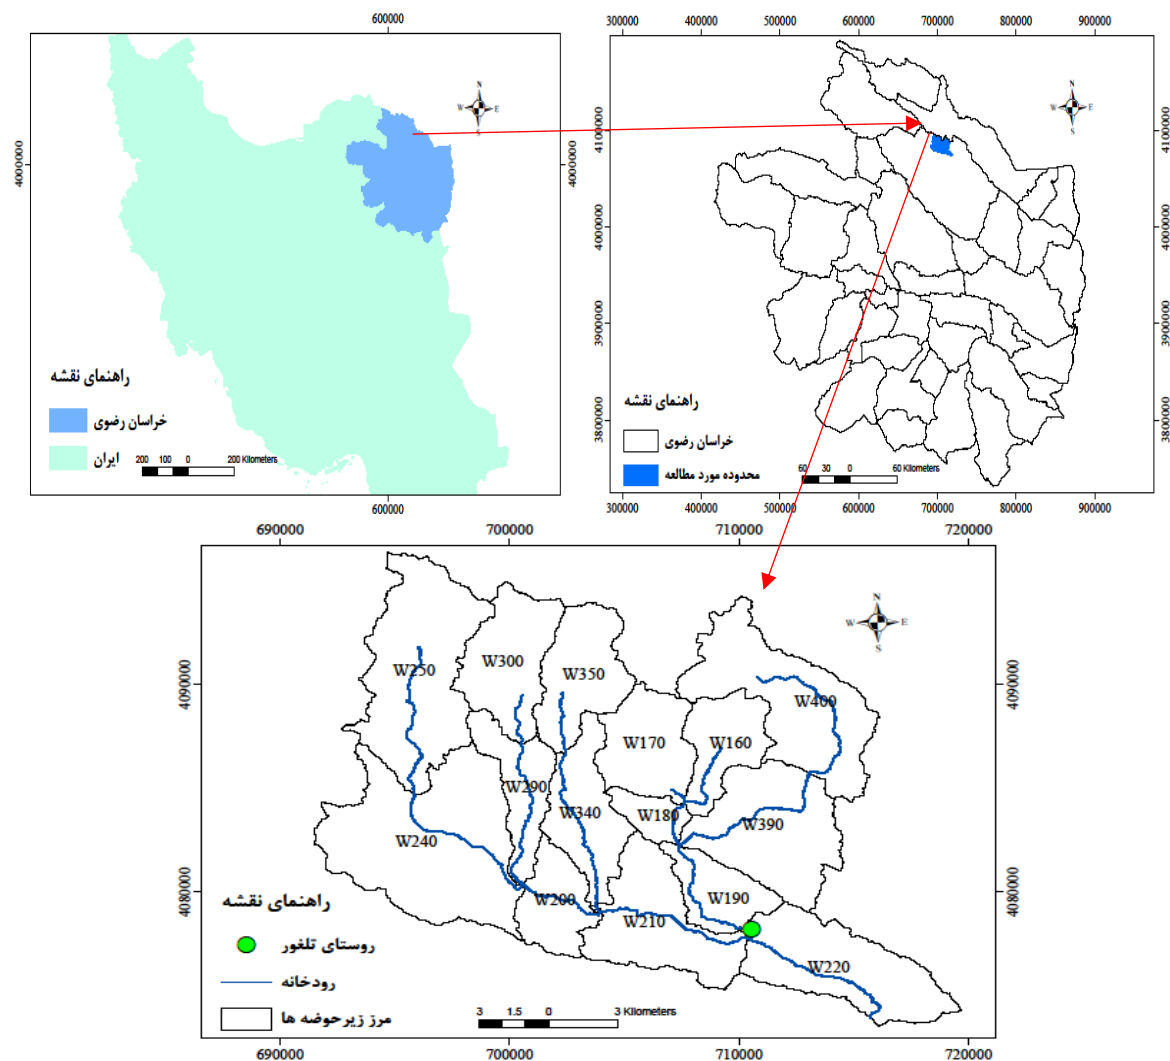 600000
N
W E
S
4000000
4000000
راهنمای نقشه
خراسان رضوی
ایران
200 100 0 200 Kilometers
600000
300000 400000 500000 600000 700000 800000 900000
N
W E
S
4100000
4100000
4000000
4000000
3900000
3900000
3800000
3800000
راهنمای نقشه
خراسان رضوی
محدوده مورد مطالعه
60 30 0 60 Kilometers
300000 400000 500000 600000 700000 800000 900000
690000 700000 710000 720000
N
W E
S
4090000
4090000
W250
W300
W350
W400
W170
W160
W290
W340
W180
W390
W240
W200
W190
W210
W220
4080000
4080000
راهنمای نقشه
روستای تلغور
رودخانه
مرز زیرحوضه ها
3 1.5 0 3 Kilometers
690000 700000 710000 720000